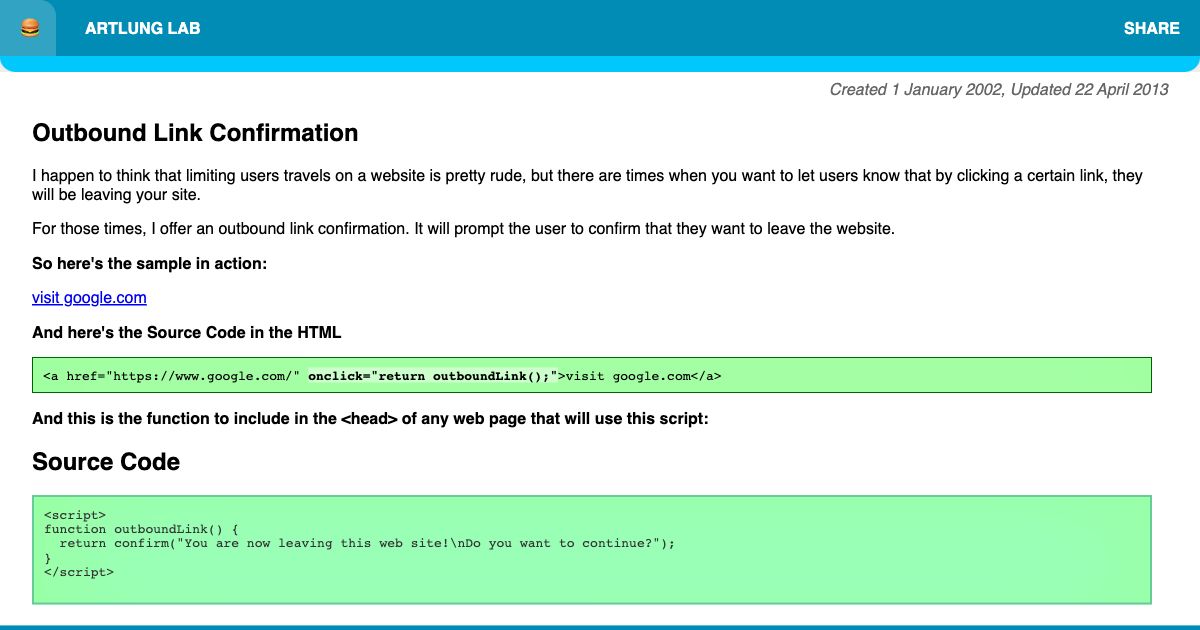 ARTLUNG LAB
SHARE
Created 1 January 2002, Updated 22 April 2013
Outbound Link Confirmation
I happen to think that limiting users travels on a website is pretty rude, but there are times when you want to let users know that by clicking a certain link, they
will be leaving your site.
For those times, I offer an outbound link confirmation. It will prompt the user to confirm that they want to leave the website.
So here's the sample in action:
visit google.com
And here's the Source Code in the HTML
<a href="https://www.google.com/" onclick="return outboundLink();">visit google.com</a>
And this is the function to include in the <head> of any web page that will use this script:
Source Code
<script>
function outboundLink() {
  return confirm("You are now leaving this web site!\nDo you want to continue?");
}
</script>